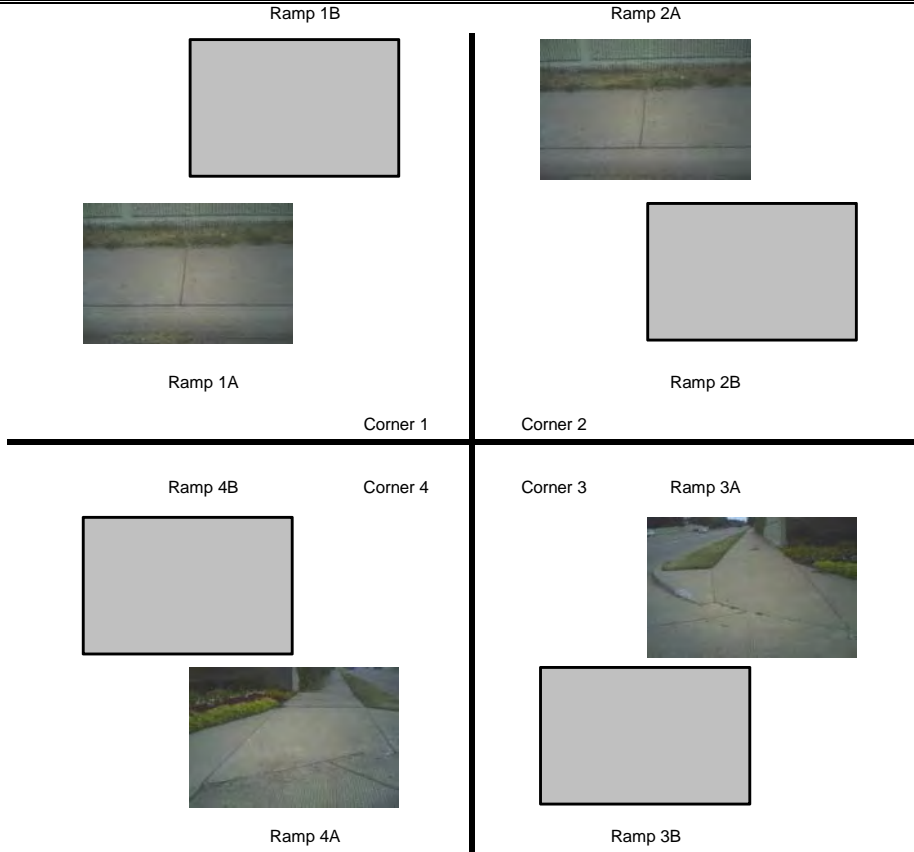 Ramp 1B Ramp 2A
Ramp 1A Ramp 2B
Corner 1 Corner 2
Ramp 4B Corner 4 Corner 3 Ramp 3A
Ramp 4A Ramp 3B